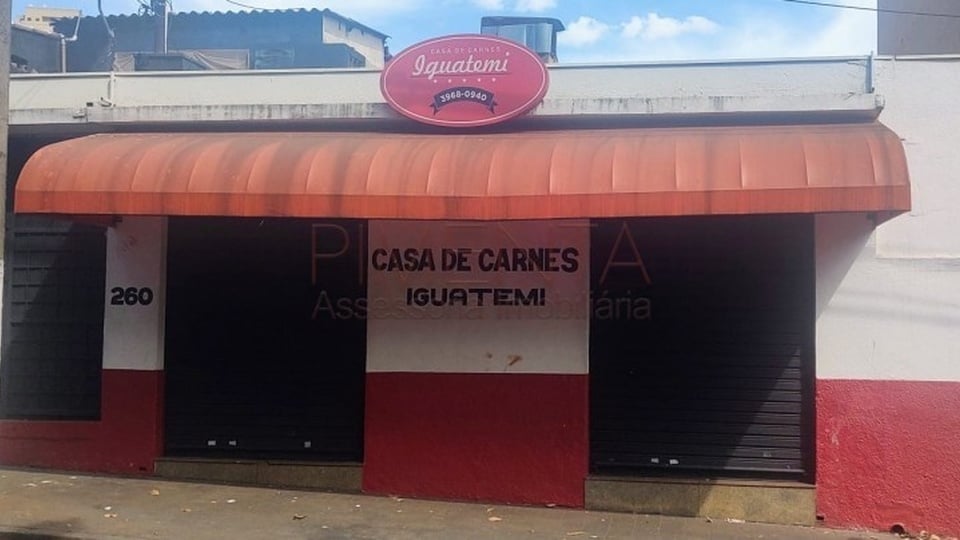 CASA DE CARNES
Iguatemi
3968-0940
PIMENTA
Assessoria Imobiliária
CASA DE CARNES
IGUATEMI
260